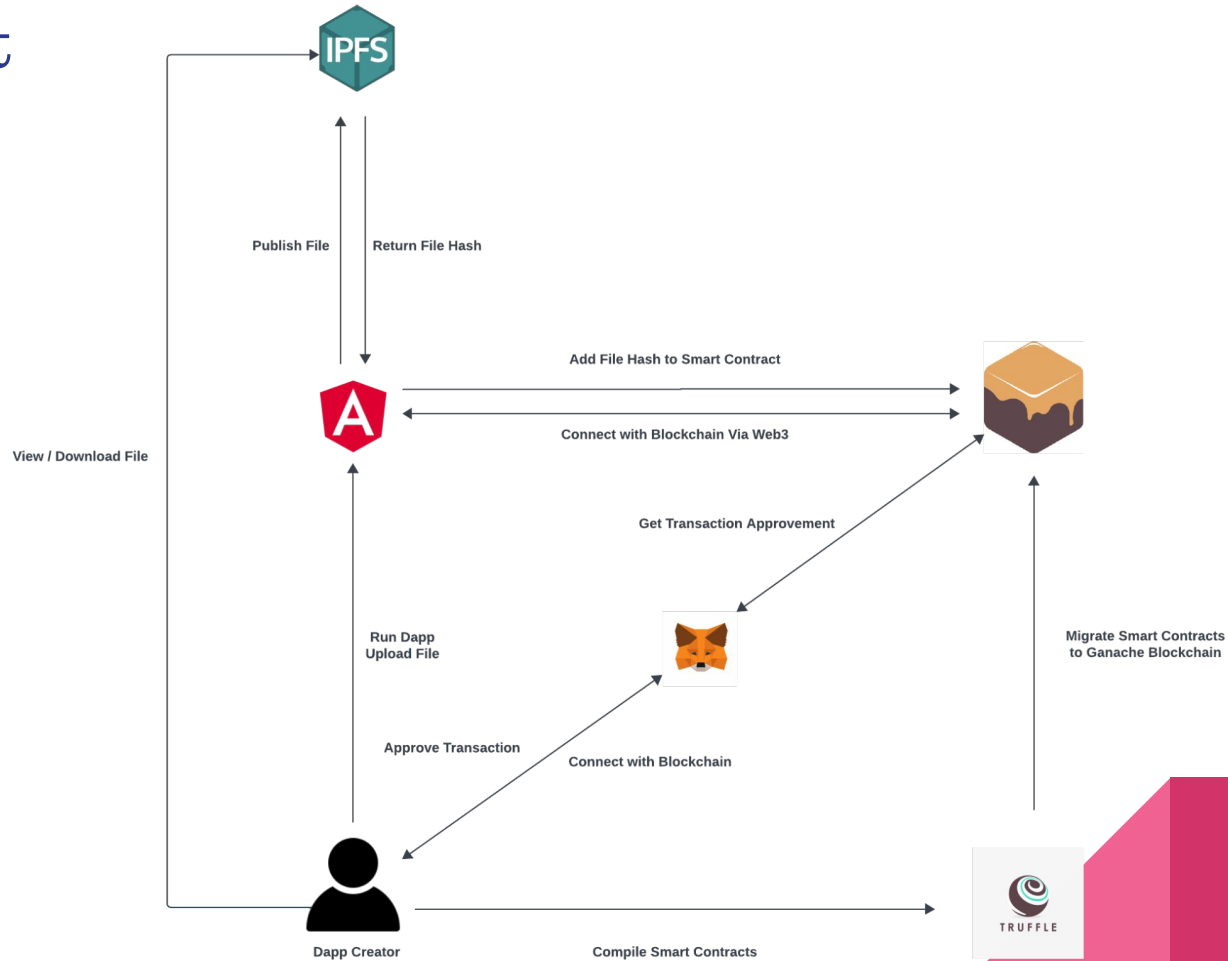 t
IPFS
Publish File
Return File Hash
Add File Hash to Smart Contract
Connect with Blockchain Via Web3
View / Download File
Get Transaction Approvement
Run Dapp
Upload File
Migrate Smart Contracts
to Ganache Blockchain
Approve Transaction
Connect with Blockchain
TRUFFLE
Dapp Creator
Compile Smart Contracts